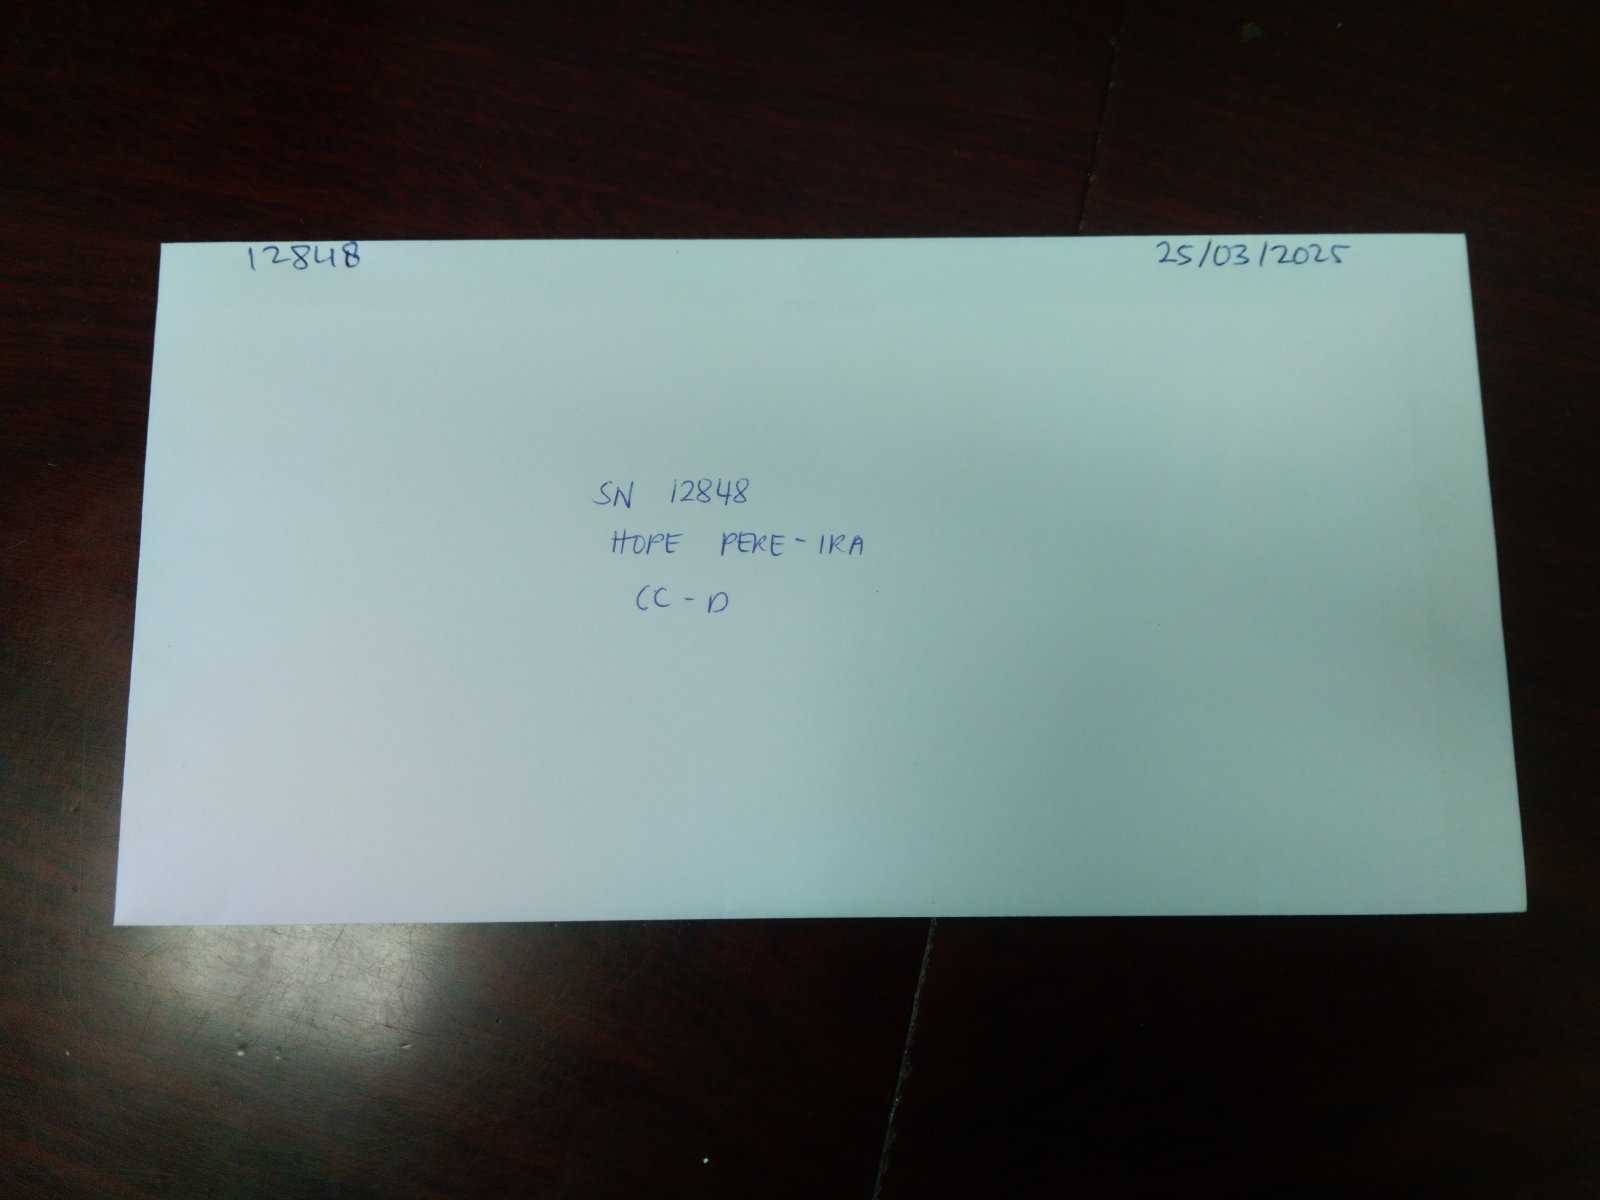 12848 25/03/2025
SN 12848
HOPE PERE-IRA
CC-D